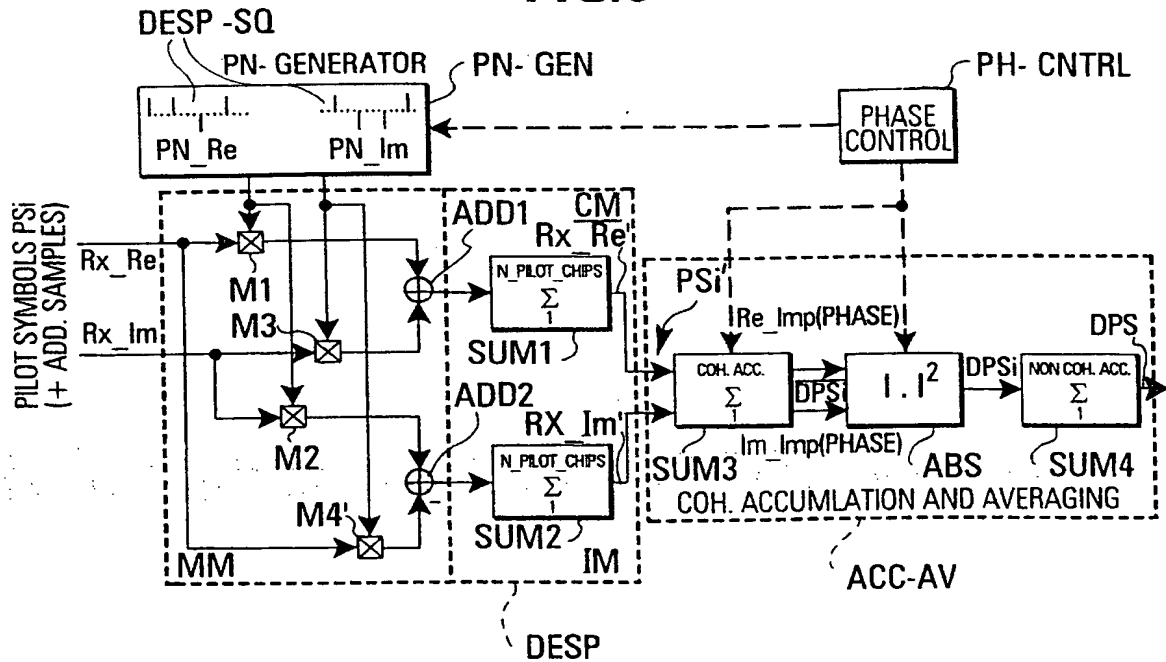 DESP -SQ
PN- GENERATOR
PN- GEN
PH- CNTRL
PN_Re
PN_Im
PHASE
CONTROL
PILOT SYMBOLS PSi
(+ ADD. SAMPLES)
Rx_Re
Rx_Im
M1
M3
M2
M4'
MM
ADD1
ADD2
CM
Rx_Re'
N_PILOT_CHIPS
Σ
1
SUM1
RX_Im'
N_PILOT_CHIPS
Σ
1
SUM2
IM
DESP
PSi'
Re_Imp(PHASE)
COH. ACC.
Σ
1
DPSi
Im_Imp(PHASE)
SUM3
| . |²
ABS
DPSi
NON COH. ACC.
Σ
1
SUM4
DPS
COH. ACCUMLATION AND AVERAGING
ACC-AV